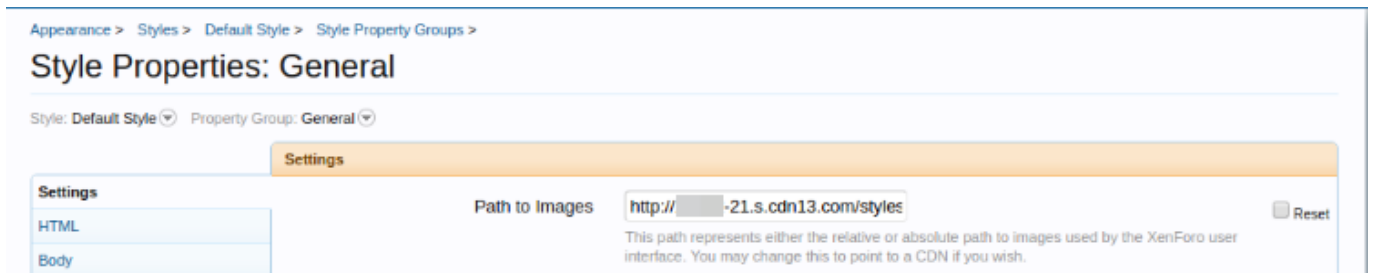 Appearance > Styles > Default Style > Style Property Groups >
Style Properties: General
Style: Default Style Property Group: General
Settings
Settings
HTML
Body
Path to Images http:// -21.s.cdn13.com/styles Reset
This path represents either the relative or absolute path to images used by the XenForo user
interface. You may change this to point to a CDN if you wish.